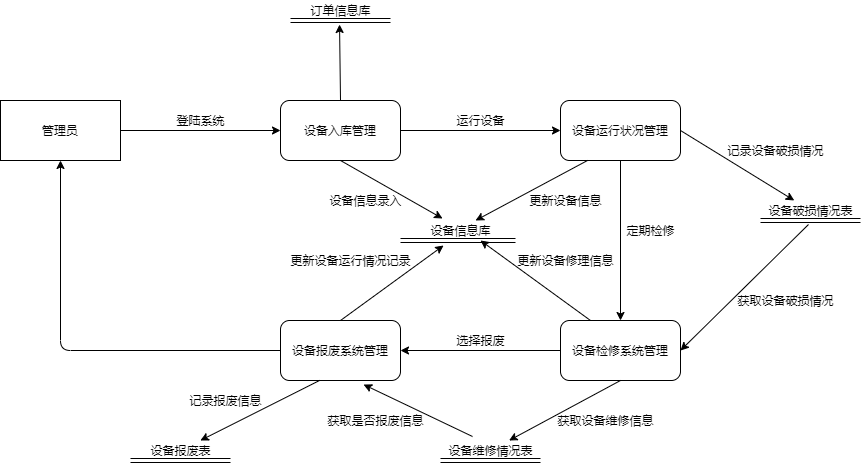 订单信息库
管理员
登陆系统
设备入库管理
运行设备
设备运行状况管理
记录设备破损情况
设备信息录入
更新设备信息
设备破损情况表
设备信息库
定期检修
更新设备运行情况记录
更新设备修理信息
获取设备破损情况
设备报废系统管理
选择报废
设备检修系统管理
记录报废信息
获取是否报废信息
获取设备维修信息
设备报废表
设备维修情况表